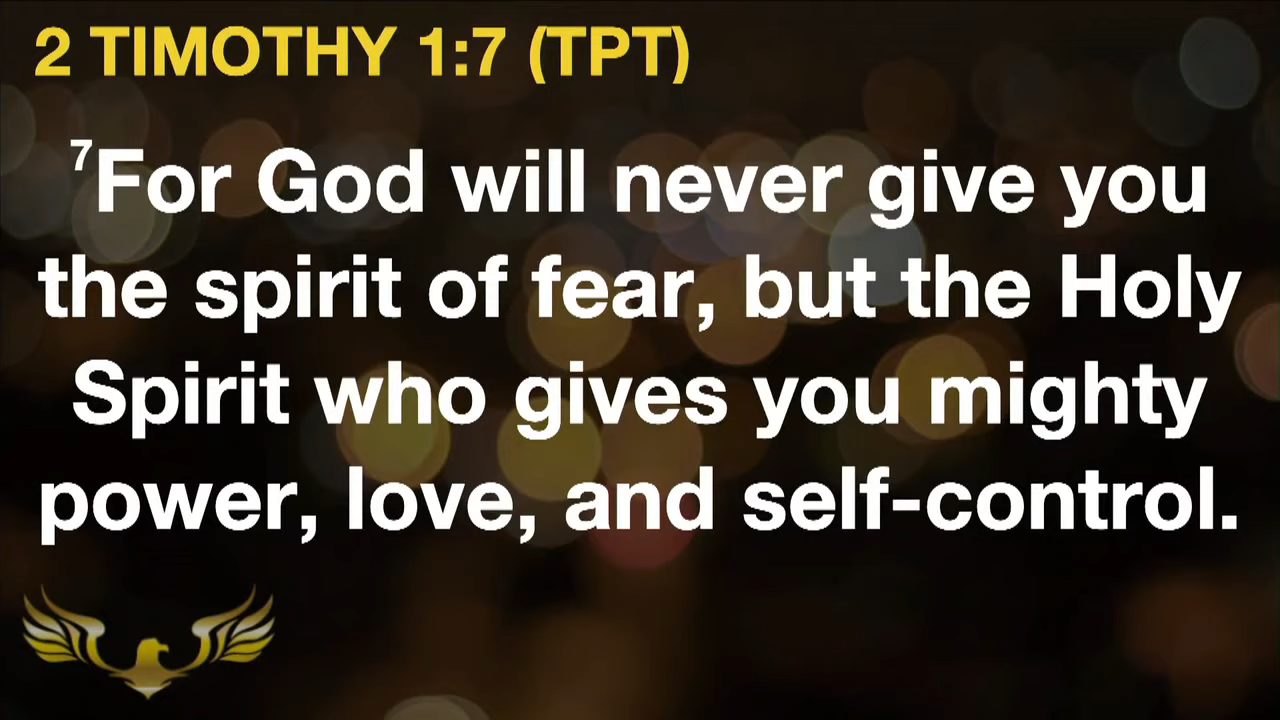 2 TIMOTHY 1:7 (TPT)
7For God will never give you
the spirit of fear, but the Holy
Spirit who gives you mighty
power, love, and self-control.